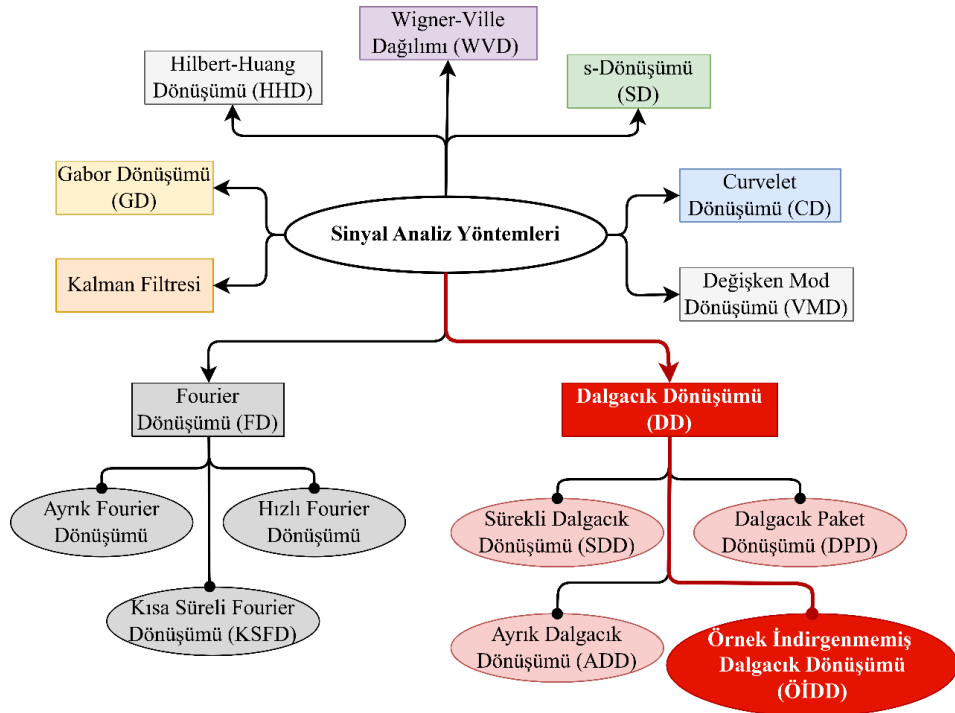 Wigner-Ville
Dağılımı (WVD)
Hilbert-Huang
Dönüşümü (HHD)
s-Dönüşümü
(SD)
Gabor Dönüşümü
(GD)
Curvelet
Dönüşümü (CD)
Sinyal Analiz Yöntemleri
Kalman Filtresi
Değişken Mod
Dönüşümü (VMD)
Fourier
Dönüşümü (FD)
Dalgacık Dönüşümü
(DD)
Ayrık Fourier
Dönüşümü
Hızlı Fourier
Dönüşümü
Sürekli Dalgacık
Dönüşümü (SDD)
Dalgacık Paket
Dönüşümü (DPD)
Kısa Süreli Fourier
Dönüşümü (KSFD)
Ayrık Dalgacık
Dönüşümü (ADD)
Örnek İndirgenmemiş
Dalgacık Dönüşümü
(ÖİDD)